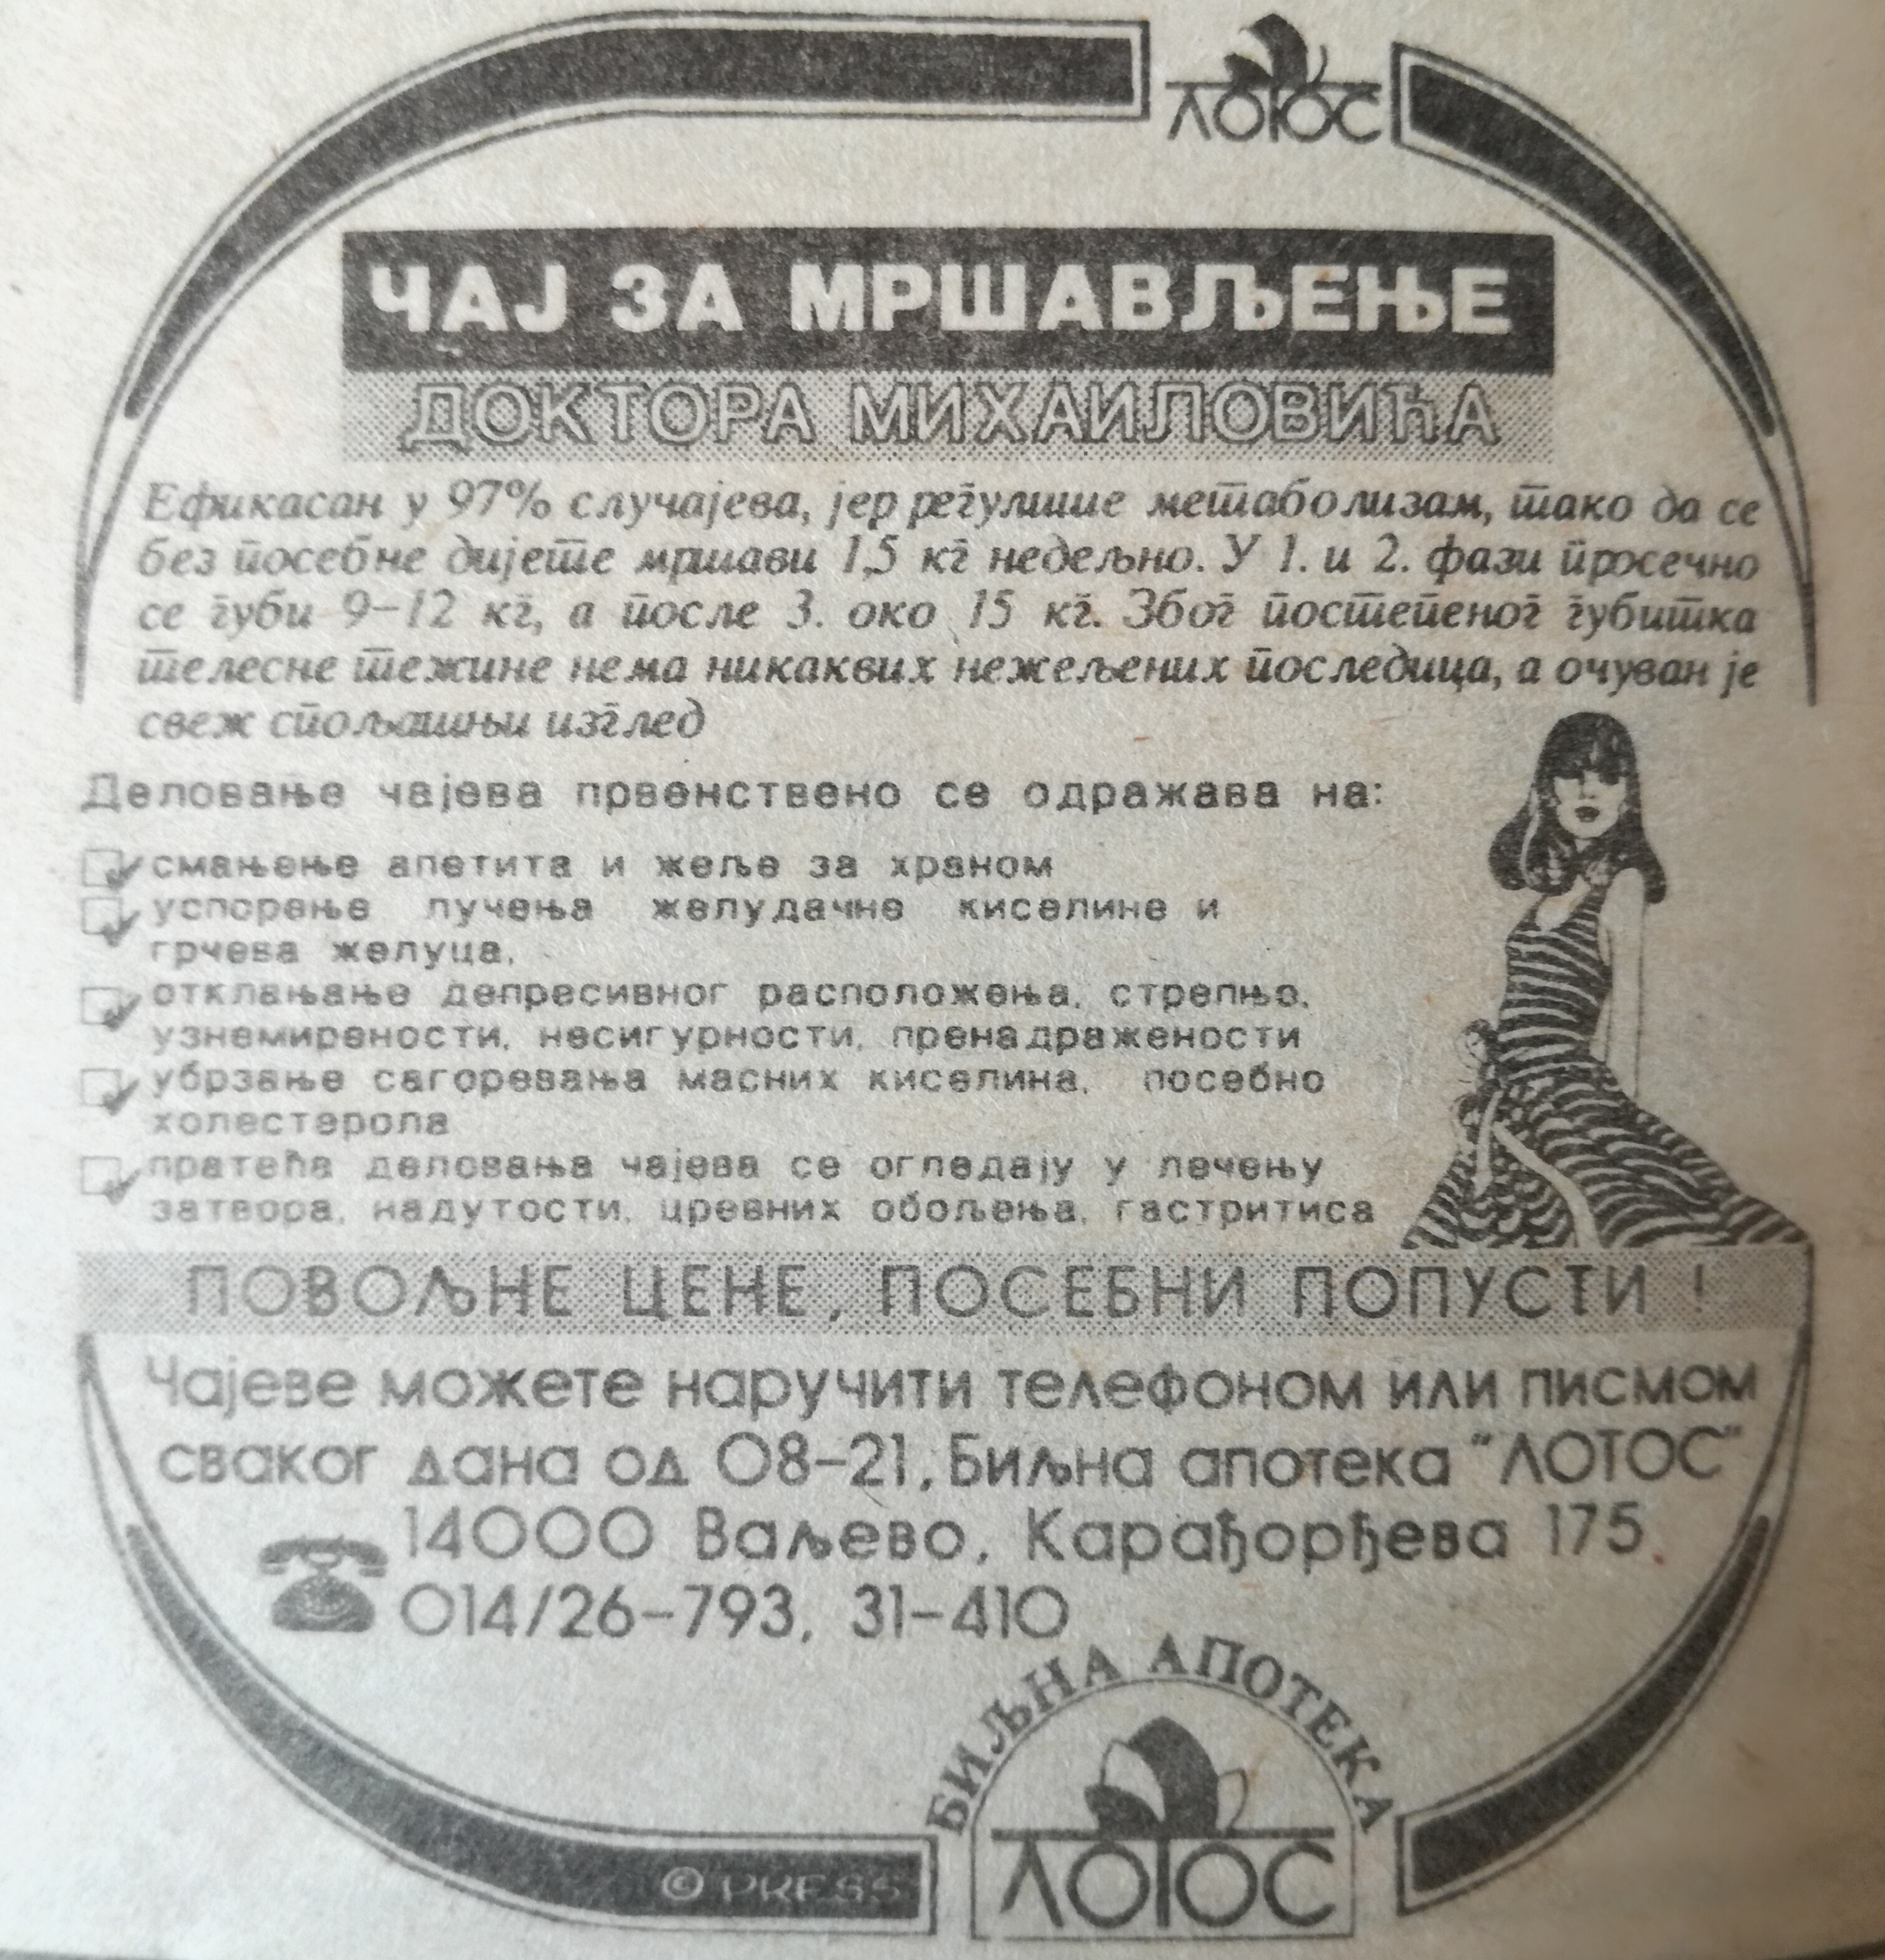 ЛОТОС
ЧАЈ ЗА МРШАВЉЕЊЕ
ДОКТОРА МИХАИЛОВИЋА
Ефикасан у 97% случајева, јер регулише метаболизам, тако да се
без посебне дијете мршави 1,5 кг недељно. У 1. и 2. фази просечно
се губи 9-12 кг, а после 3. око 15 кг. Због постепеног губитка
телесне тежине нема никаквих нежељених последица, а очуван је
свеж спољашњи изглед
Деловање чајева првенствено се одражава на:
смањење апетита и жеље за храном
успорење лучења желудачне киселине и
грчева желуца,
отклањање депресивног расположења, стрепње,
узнемирености, несигурности, пренадражености
убрзање сагоревања масних киселина, посебно
холестерола
пратећа деловања чајева се огледају у лечењу
затвора, надутости, цревних обољења, гастритиса
ПОВОЉНЕ ЦЕНЕ, ПОСЕБНИ ПОПУСТИ !
Чајеве можете наручити телефоном или писмом
сваког дана од 08-21, Биљна апотека "ЛОТОС"
14000 Ваљево, Карађорђева 175
014/26-793, 31-410
БИЉНА АПОТЕКА
ЛОТОС
© PRESS